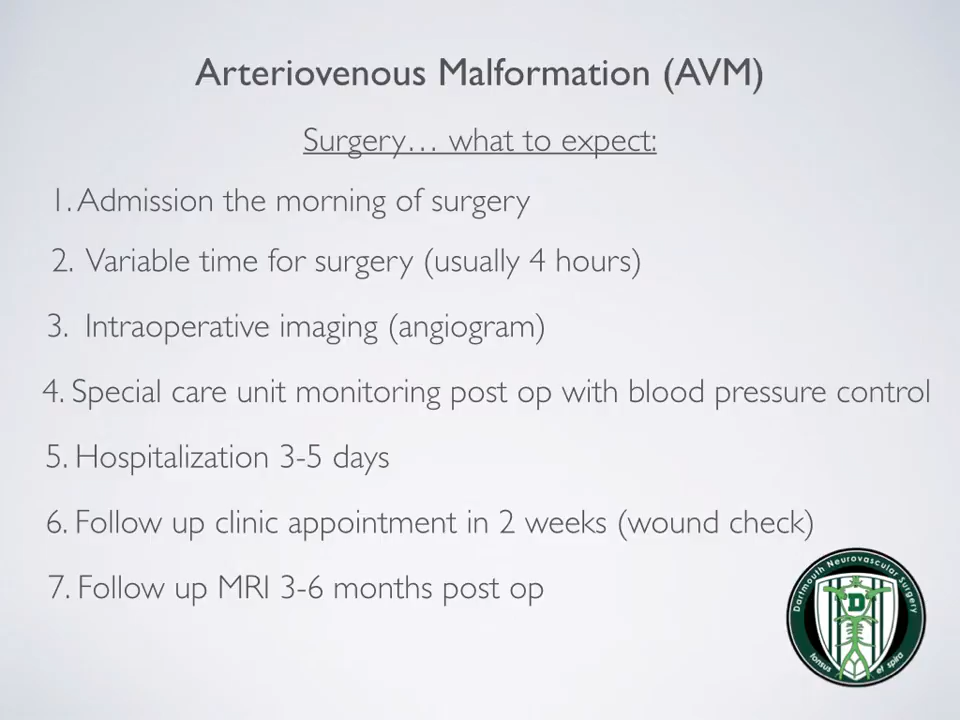 Arteriovenous Malformation (AVM)
Surgery… what to expect:
1. Admission the morning of surgery
2. Variable time for surgery (usually 4 hours)
3. Intraoperative imaging (angiogram)
4. Special care unit monitoring post op with blood pressure control
5. Hospitalization 3-5 days
6. Follow up clinic appointment in 2 weeks (wound check)
7. Follow up MRI 3-6 months post op
Dartmouth Neurovascular Surgery
D
et spira